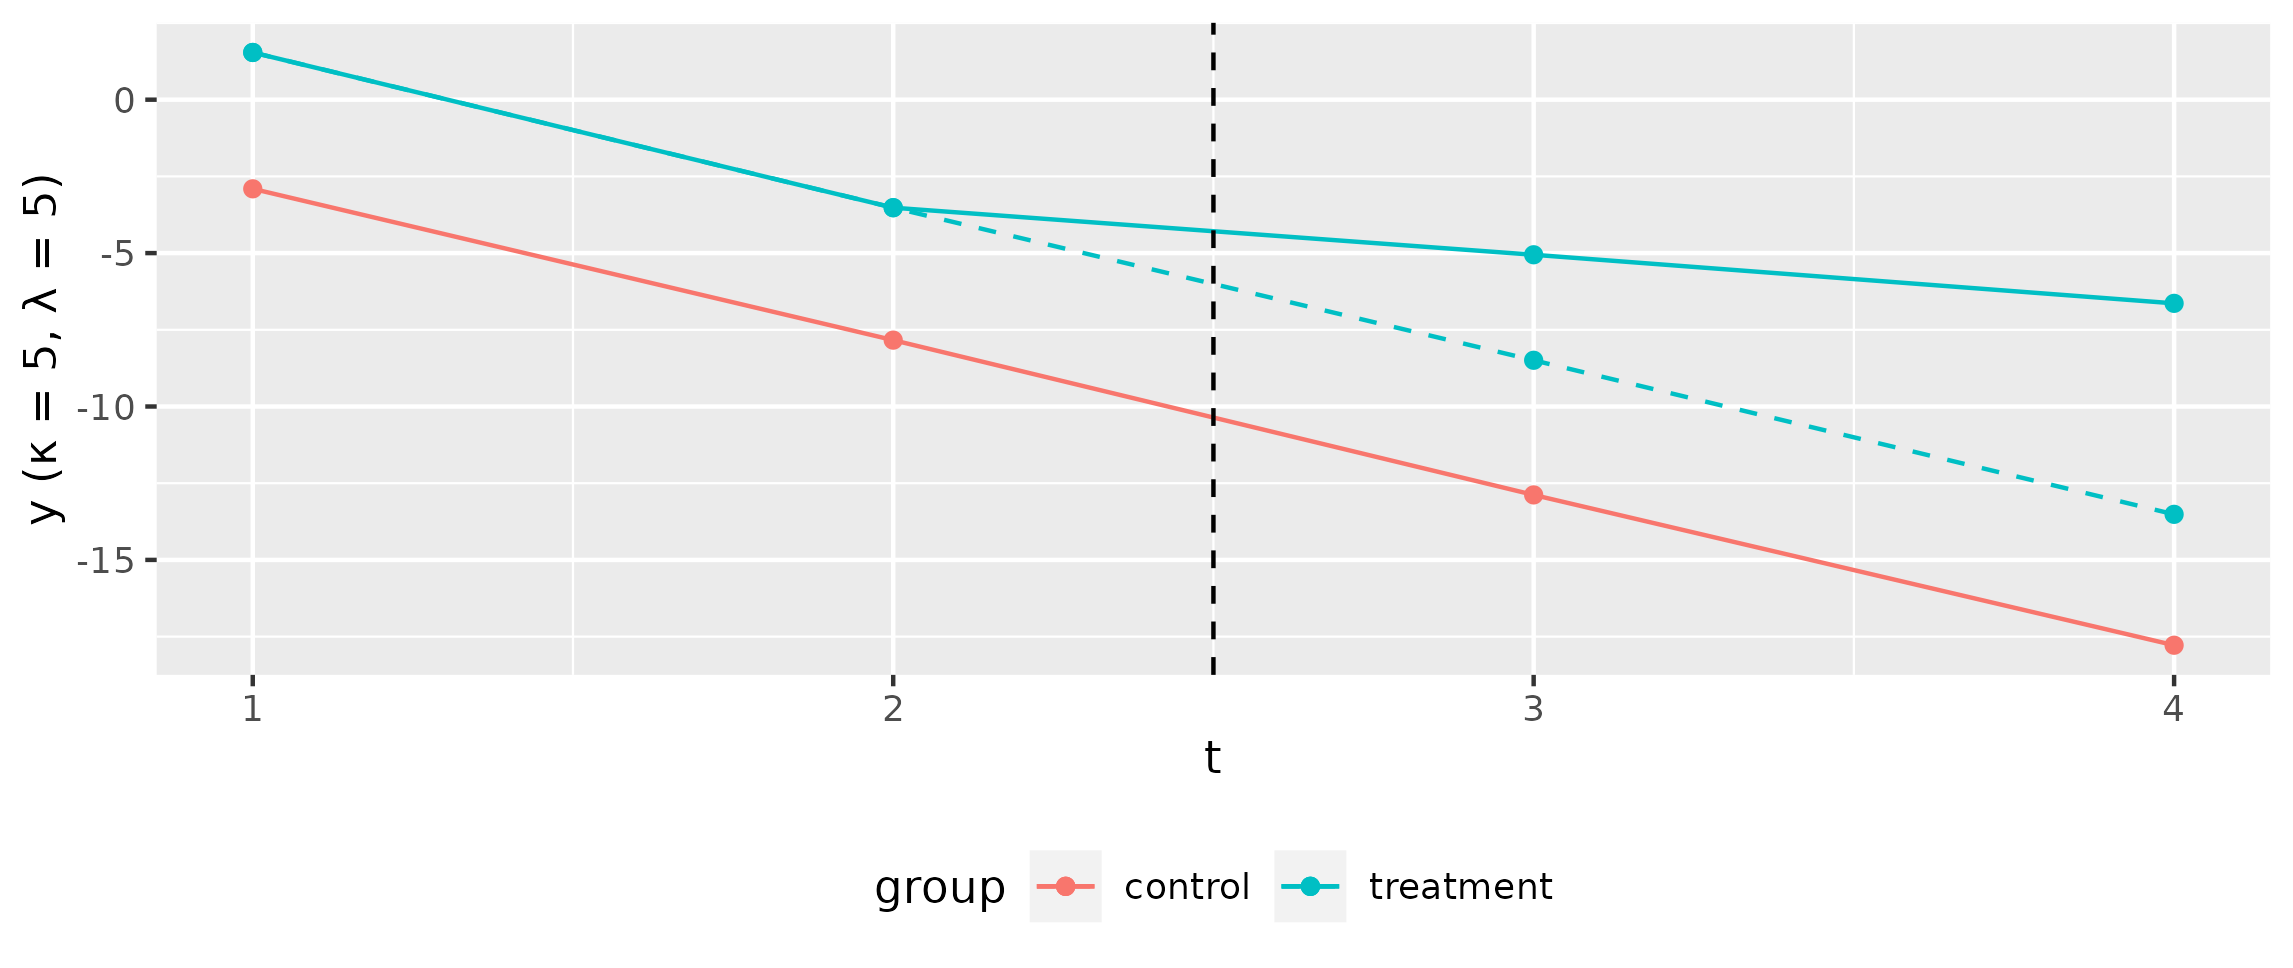 y (κ = 5, λ = 5)
0
-5
-10
-15
1 2 3 4
t
group control treatment